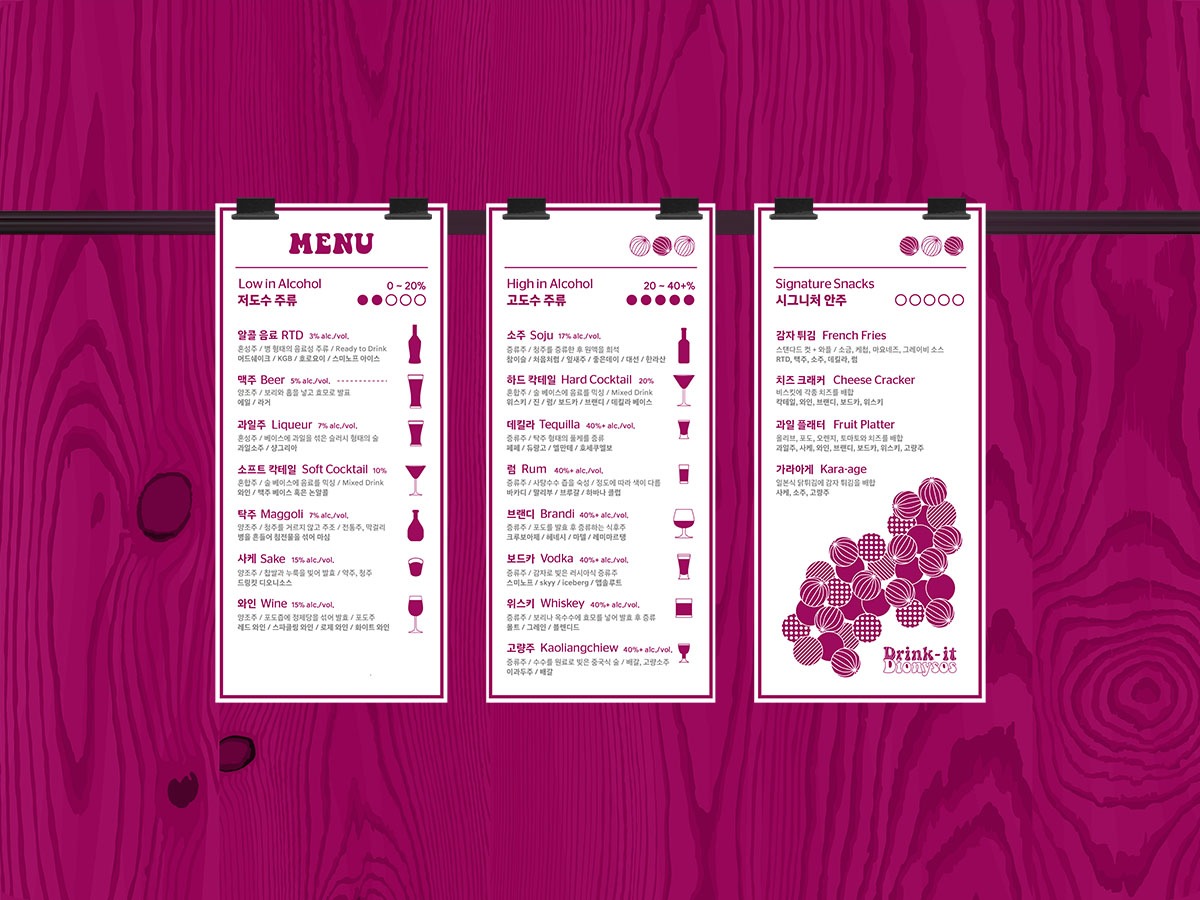 MENU
Low in Alcohol
0 ~ 20%
저도수 주류
알콜 음료 RTD 3% alc./vol.
혼성주 / 병 형태의 음료성 주류 / Ready to Drink
머드쉐이크 / KGB / 호로요이 / 스미노프 아이스
맥주 Beer 5% alc./vol.
양조주 / 보리와 홉을 넣고 효모로 발효
에일 / 라거
과일주 Liqueur 7% alc./vol.
혼성주 / 베이스에 과일을 섞은 슬러시 형태의 술
과일소주 / 샹그리아
소프트 칵테일 Soft Cocktail 10%
혼합주 / 술 베이스에 음료를 믹싱 / Mixed Drink
와인 / 맥주 베이스 혹은 논알콜
탁주 Maggoli 7% alc./vol.
양조주 / 청주를 거르지 않고 주조 / 전통주, 막걸리
병을 흔들어 침전물을 섞어 마심
사케 Sake 15% alc./vol.
양조주 / 찹쌀과 누룩을 빚어 발효 / 약주, 청주
드링킷 디오니소스
와인 Wine 15% alc./vol.
양조주 / 포도즙에 정제당을 섞어 발효 / 포도주
레드 와인 / 스파클링 와인 / 로제 와인 / 화이트 와인
High in Alcohol
20 ~ 40+%
고도수 주류
소주 Soju 17% alc./vol.
증류주 / 청주를 증류한 후 원액을 희석
참이슬 / 처음처럼 / 잎새주 / 좋은데이 / 대선 / 한라산
하드 칵테일 Hard Cocktail 20%
혼합주 / 술 베이스에 음료를 믹싱 / Mixed Drink
위스키 / 진 / 럼/ 보드카 / 브랜디 / 데킬라 베이스
데킬라 Tequilla 40%+ alc./vol.
증류주 / 탁주 형태의 풀케를 증류
페페 / 듀랑고 / 엘만테 / 호세쿠엘보
럼 Rum 40%+ alc./vol.
증류주 / 사탕수수 즙을 숙성 / 정도에 따라 색이 다름
바카디 / 말리부 / 브루갈 / 하바나 클럽
브랜디 Brandi 40%+ alc./vol.
증류주 / 포도를 발효 후 증류하는 식후주
크루보아제 / 헤네시 / 마텔 / 레미마르탱
보드카 Vodka 40%+ alc./vol.
증류주 / 감자로 빚은 러시아식 증류주
스미노프 / skyy / iceberg / 앱솔루트
위스키 Whiskey 40%+ alc./vol.
증류주 / 보리나 옥수수에 효모를 넣어 발효 후 증류
몰트 / 그레인 / 블렌디드
고량주 Kaoliangchiew 40%+ alc./vol.
증류주 / 수수를 원료로 빚은 중국식 술 / 배갈, 고량소주
이과두주 / 배갈
Signature Snacks
시그니처 안주
감자 튀김 French Fries
스탠다드 컷 + 와플 / 소금, 케첩, 마요네즈, 그레이비 소스
RTD, 맥주, 소주, 데킬라, 럼
치즈 크래커 Cheese Cracker
비스킷에 각종 치즈를 배합
칵테일, 와인, 브랜디, 보드카, 위스키
과일 플래터 Fruit Platter
올리브, 포도, 오렌지, 토마토와 치즈를 배합
과일주, 사케, 와인, 브랜디, 보드카, 위스키, 고량주
가라아게 Kara-age
일본식 닭튀김에 감자 튀김을 배합
사케, 소주, 고량주
Drink-it
Dionysos